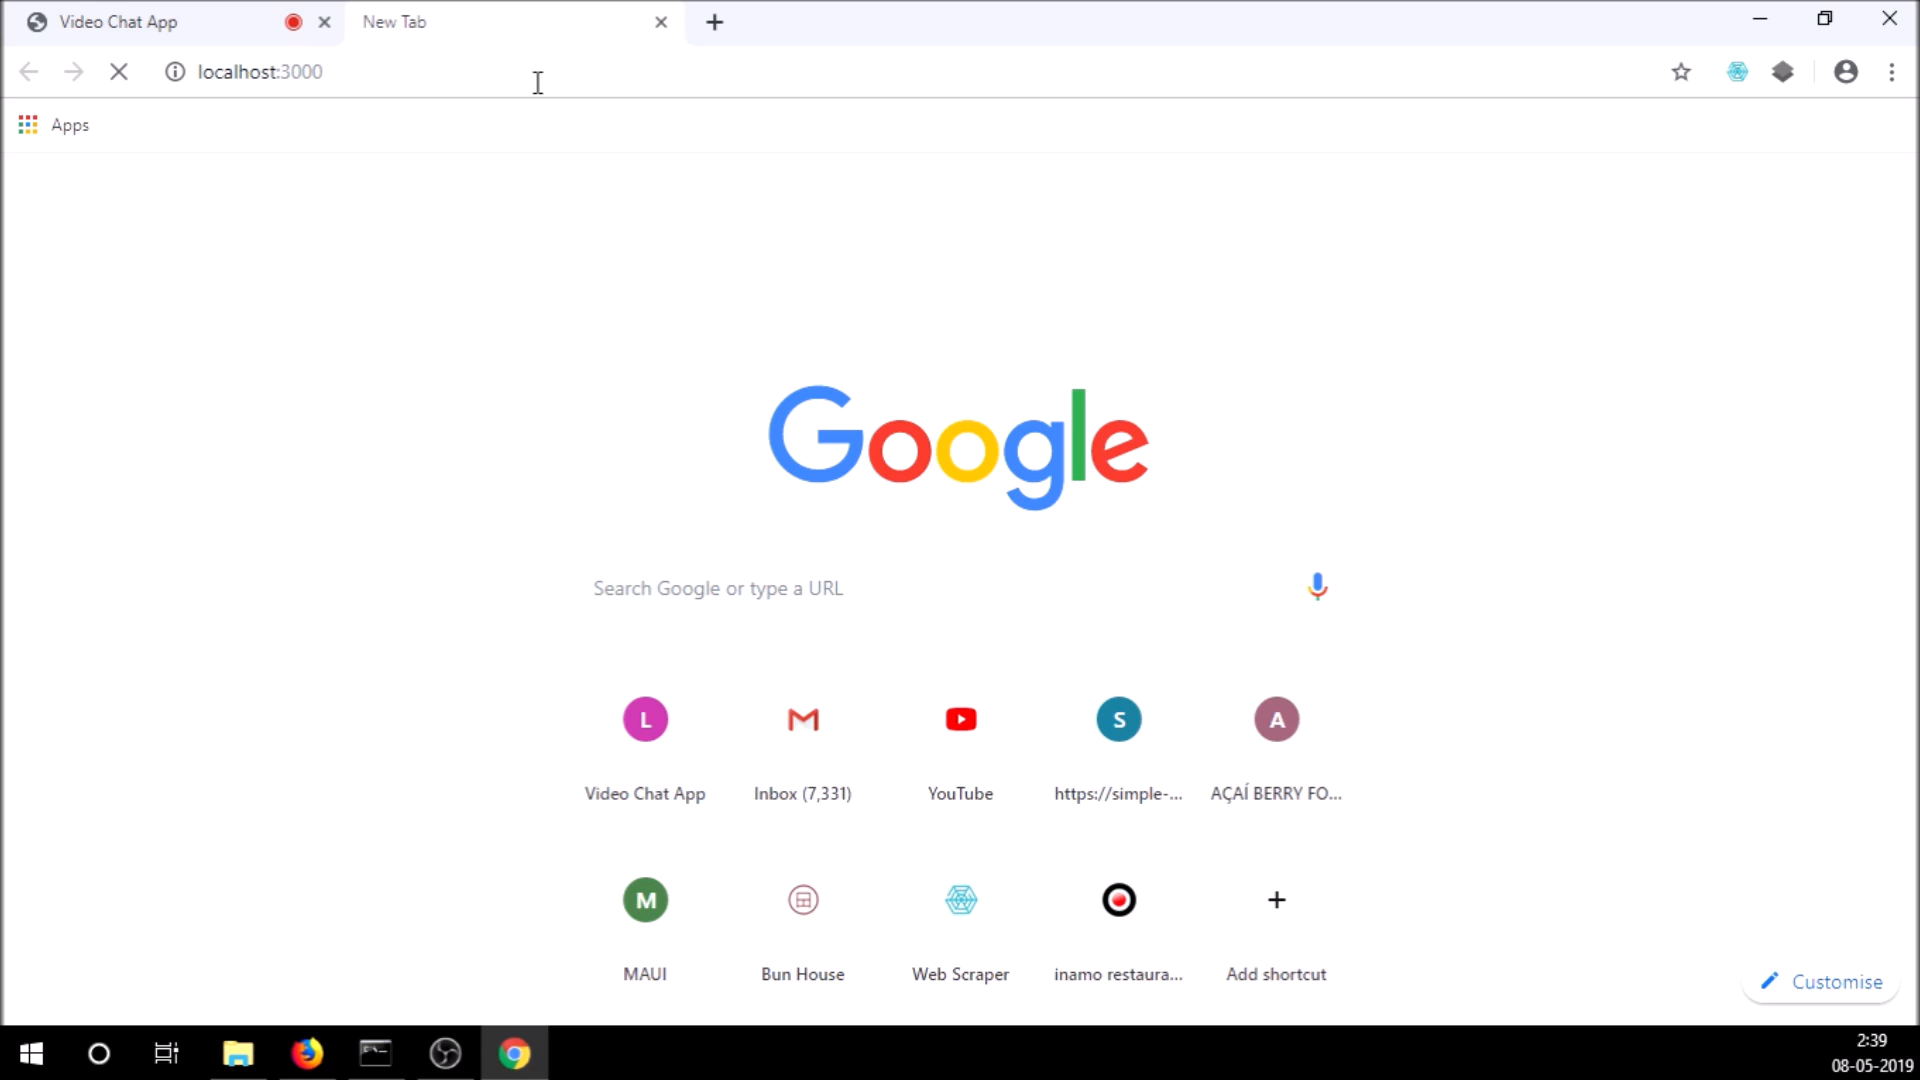 Video Chat App
New Tab
localhost:3000
Apps
Google
Search Google or type a URL
L
S
A
Video Chat App
Inbox (7,331)
YouTube
https://simple-...
AÇAÍ BERRY FO...
M
MAUI
Bun House
Web Scraper
inamo restaura...
Add shortcut
Customise
2:39
08-05-2019